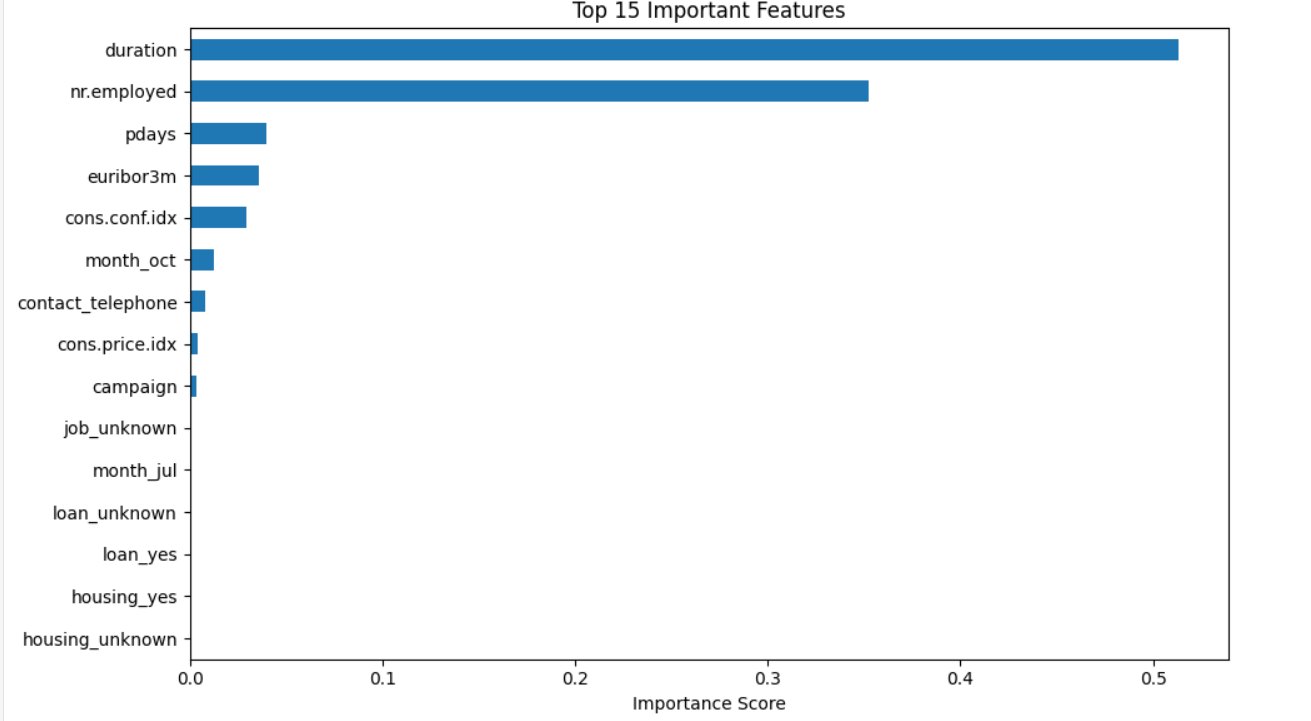 Top 15 Important Features
duration
nr.employed
pdays
euribor3m
cons.conf.idx
month_oct
contact_telephone
cons.price.idx
campaign
job_unknown
month_jul
loan_unknown
loan_yes
housing_yes
housing_unknown
0.0 0.1 0.2 0.3 0.4 0.5
Importance Score